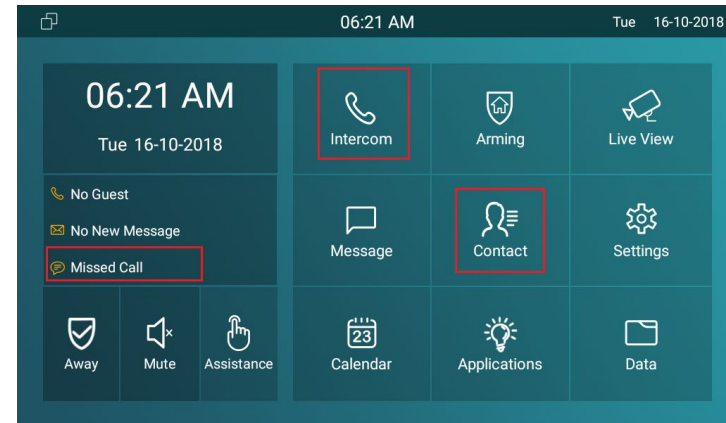 06:21 AM
Tue 16-10-2018
06:21 AM
Tue 16-10-2018
No Guest
No New Message
Missed Call
Away
Mute
Assistance
Intercom
Arming
Live View
Message
Contact
Settings
23
Calendar
Applications
Data